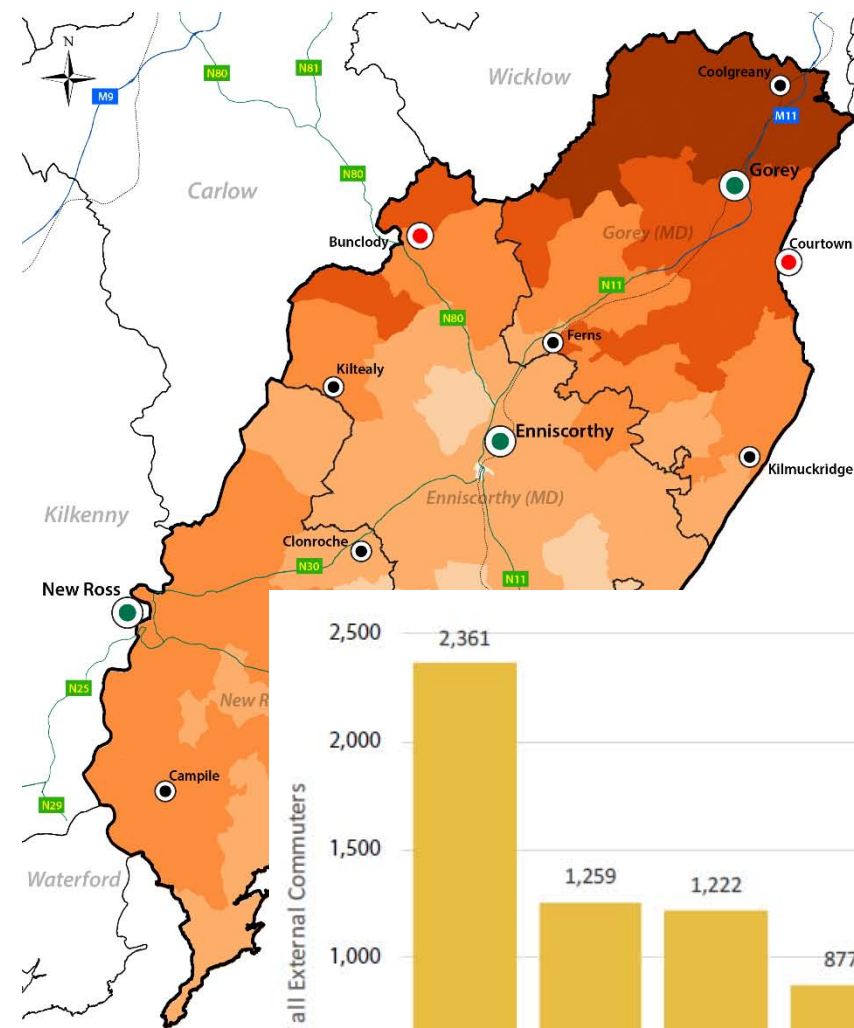 N
N80
N81
Wicklow
Coolgreany
M9
M11
Carlow
N80
Gorey
Bunclody
Gorey (MD)
Courtown
N11
N80
Ferns
Kiltealy
Enniscorthy
Kilmuckridge
Enniscorthy (MD)
Kilkenny
Clonroche
N30
N11
New Ross
N25
New R
Campile
N29
Waterford
2,500
2,361
2,000
1,500
1,259
1,222
1,000
877
all External Commuters